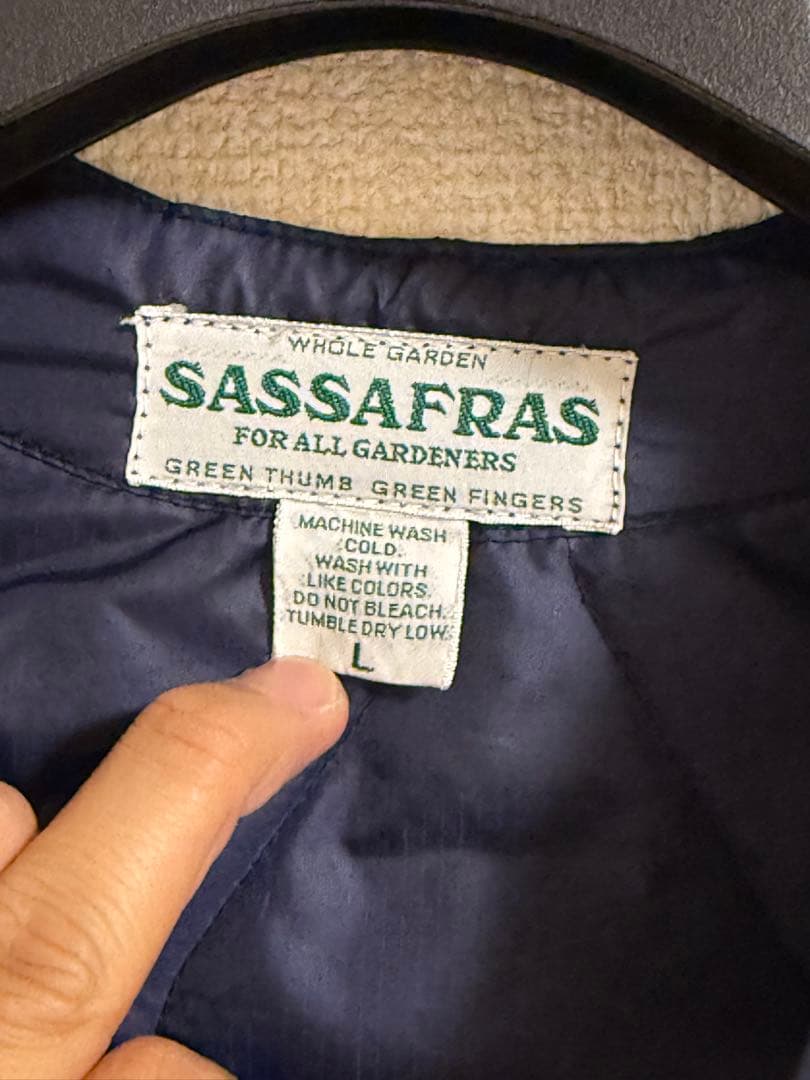 WHOLE GARDEN
SASSAFRAS
FOR ALL GARDENERS
GREEN THUMB GREEN FINGERS
MACHINE WASH
COLD.
WASH WITH
LIKE COLORS.
DO NOT BLEACH.
TUMBLE DRY LOW.
L